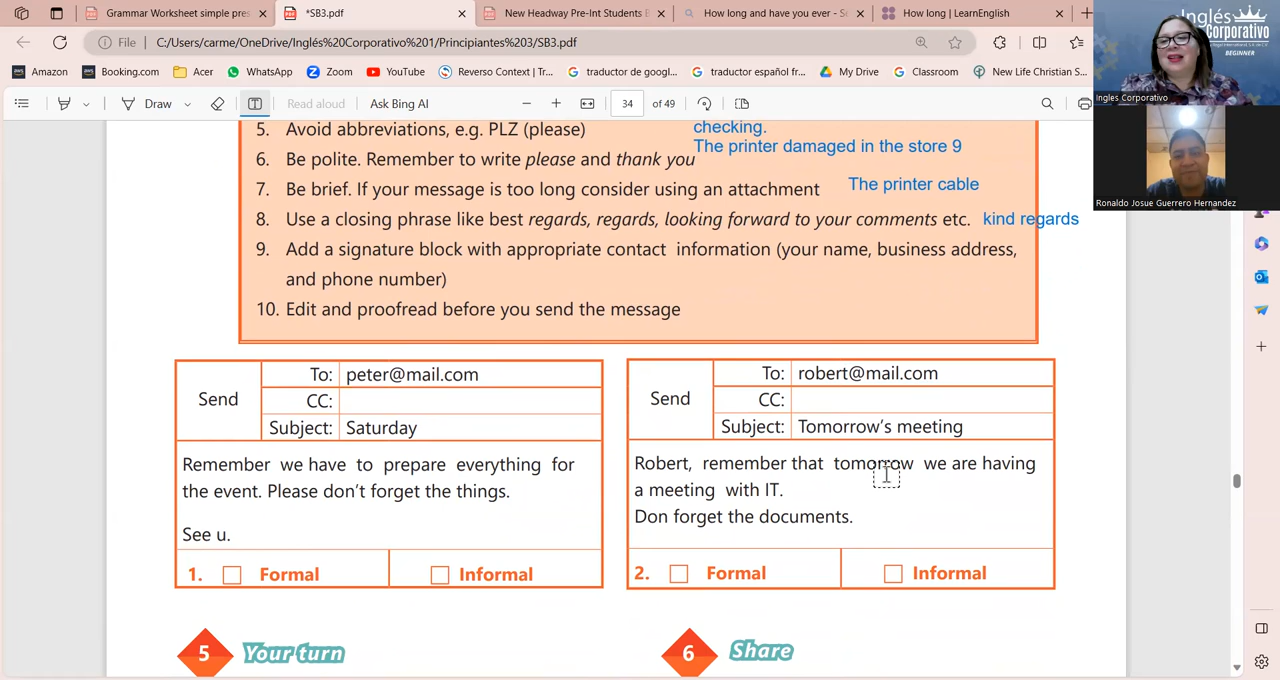 Grammar Worksheet simple pres
*SB3.pdf
New Headway Pre-Int Students B
How long and have you ever - Se
How long | LearnEnglish
File
C:/Users/carme/OneDrive/Inglés%20Corporativo%201/Principiantes%203/SB3.pdf
Amazon
Booking.com
Acer
WhatsApp
Zoom
YouTube
Reverso Context | Tr...
traductor de googl...
traductor español fr...
My Drive
Classroom
New Life Christian S...
Draw
Read aloud
Ask Bing AI
34 of 49
Inglés
Corporativo
BEGINNER
Ingles Corporativo
Ronaldo Josue Guerrero Hernandez
5. Avoid abbreviations, e.g. PLZ (please)
checking.
The printer damaged in the store 9
6. Be polite. Remember to write please and thank you
7. Be brief. If your message is too long consider using an attachment
The printer cable
8. Use a closing phrase like best regards, regards, looking forward to your comments etc.
kind regards
9. Add a signature block with appropriate contact information (your name, business address,
and phone number)
10. Edit and proofread before you send the message
Send
To: peter@mail.com
CC:
Subject: Saturday
Remember we have to prepare everything for
the event. Please don't forget the things.
See u.
1. Formal
Informal
Send
To: robert@mail.com
CC:
Subject: Tomorrow's meeting
Robert, remember that tomorrow we are having
a meeting with IT.
Don forget the documents.
2. Formal
Informal
5 Your turn
6 Share